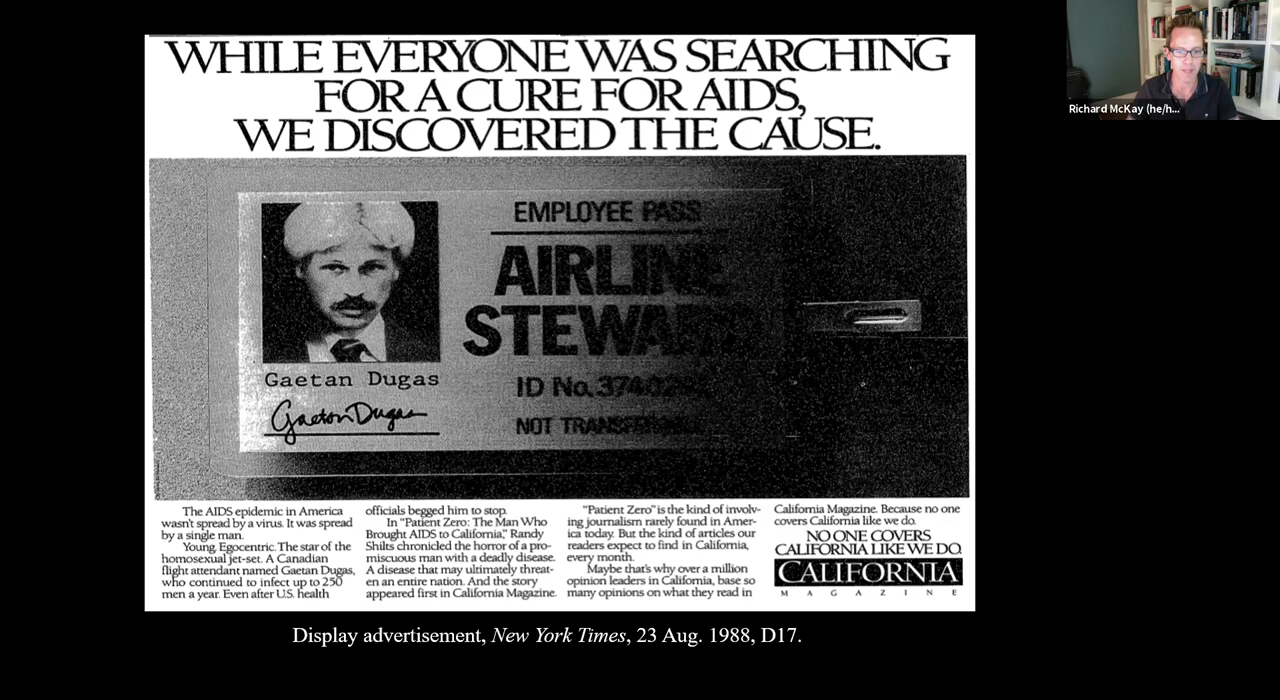 WHILE EVERYONE WAS SEARCHING
FOR A CURE FOR AIDS,
WE DISCOVERED THE CAUSE.
Richard McKay (he/h...
EMPLOYEE PASS
AIRLINE
STEWARD
Gaetan Dugas
Gaetan Dugas
ID No. 37402
NOT
The AIDS epidemic in America
wasn't spread by a virus. It was spread
by a single man.
Young. Egocentric. The star of the
homosexual jet-set. A Canadian
flight attendant named Gaetan Dugas,
who continued to infect up to 250
men a year. Even after U.S. health
officials begged him to stop.
In "Patient Zero: The Man Who
Brought AIDS to California," Randy
Shilts chronicled the horror of a pro-
miscuous man with a deadly disease.
A disease that may ultimately threat-
en an entire nation. And the story
appeared first in California Magazine.
"Patient Zero" is the kind of involv-
ing journalism rarely found in Amer-
ica today. But the kind of articles our
readers expect to find in California,
every month.
Maybe that's why over a million
opinion leaders in California, base so
many opinions on what they read in
California Magazine. Because no one
covers California like we do.
NO ONE COVERS
CALIFORNIA LIKE WE DO.
CALIFORNIA
MAGAZINE
Display advertisement, New York Times, 23 Aug. 1988, D17.